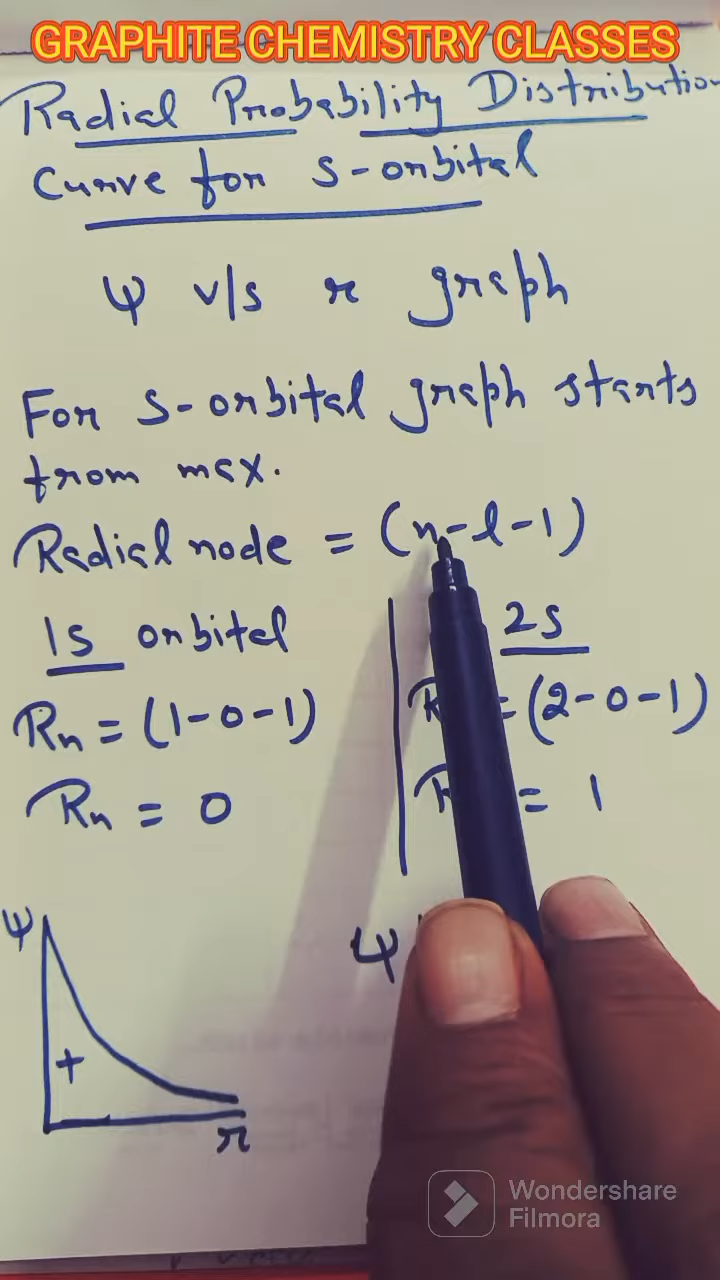 GRAPHITE CHEMISTRY CLASSES
Radial Probability Distribution
Curve for s-orbital
ψ v/s r graph
For s-orbital graph starts
from max.
Radial node = (n-l-1)
1s orbital
Rn = (1-0-1)
Rn = 0
2s
R = (2-0-1)
R = 1
ψ
+
r
ψ
Wondershare
Filmora